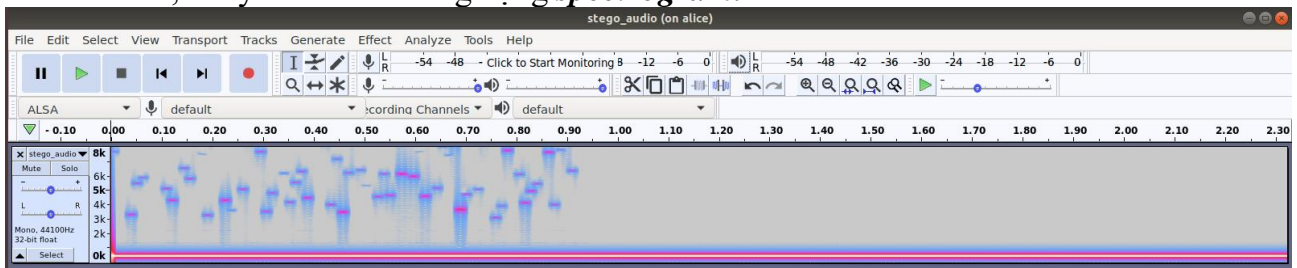 stego_audio (on alice)
File Edit Select View Transport Tracks Generate Effect Analyze Tools Help
L R -54 -48 - Click to Start Monitoring 8 -12 -6 0 L R -54 -48 -42 -36 -30 -24 -18 -12 -6 0
ALSA default ecording Channels default
- 0.10 0.00 0.10 0.20 0.30 0.40 0.50 0.60 0.70 0.80 0.90 1.00 1.10 1.20 1.30 1.40 1.50 1.60 1.70 1.80 1.90 2.00 2.10 2.20 2.30
x stego_audio 8k
Mute Solo 6k
- + 5k
L R 4k
3k
Mono, 44100Hz 2k
32-bit float
Select 0k